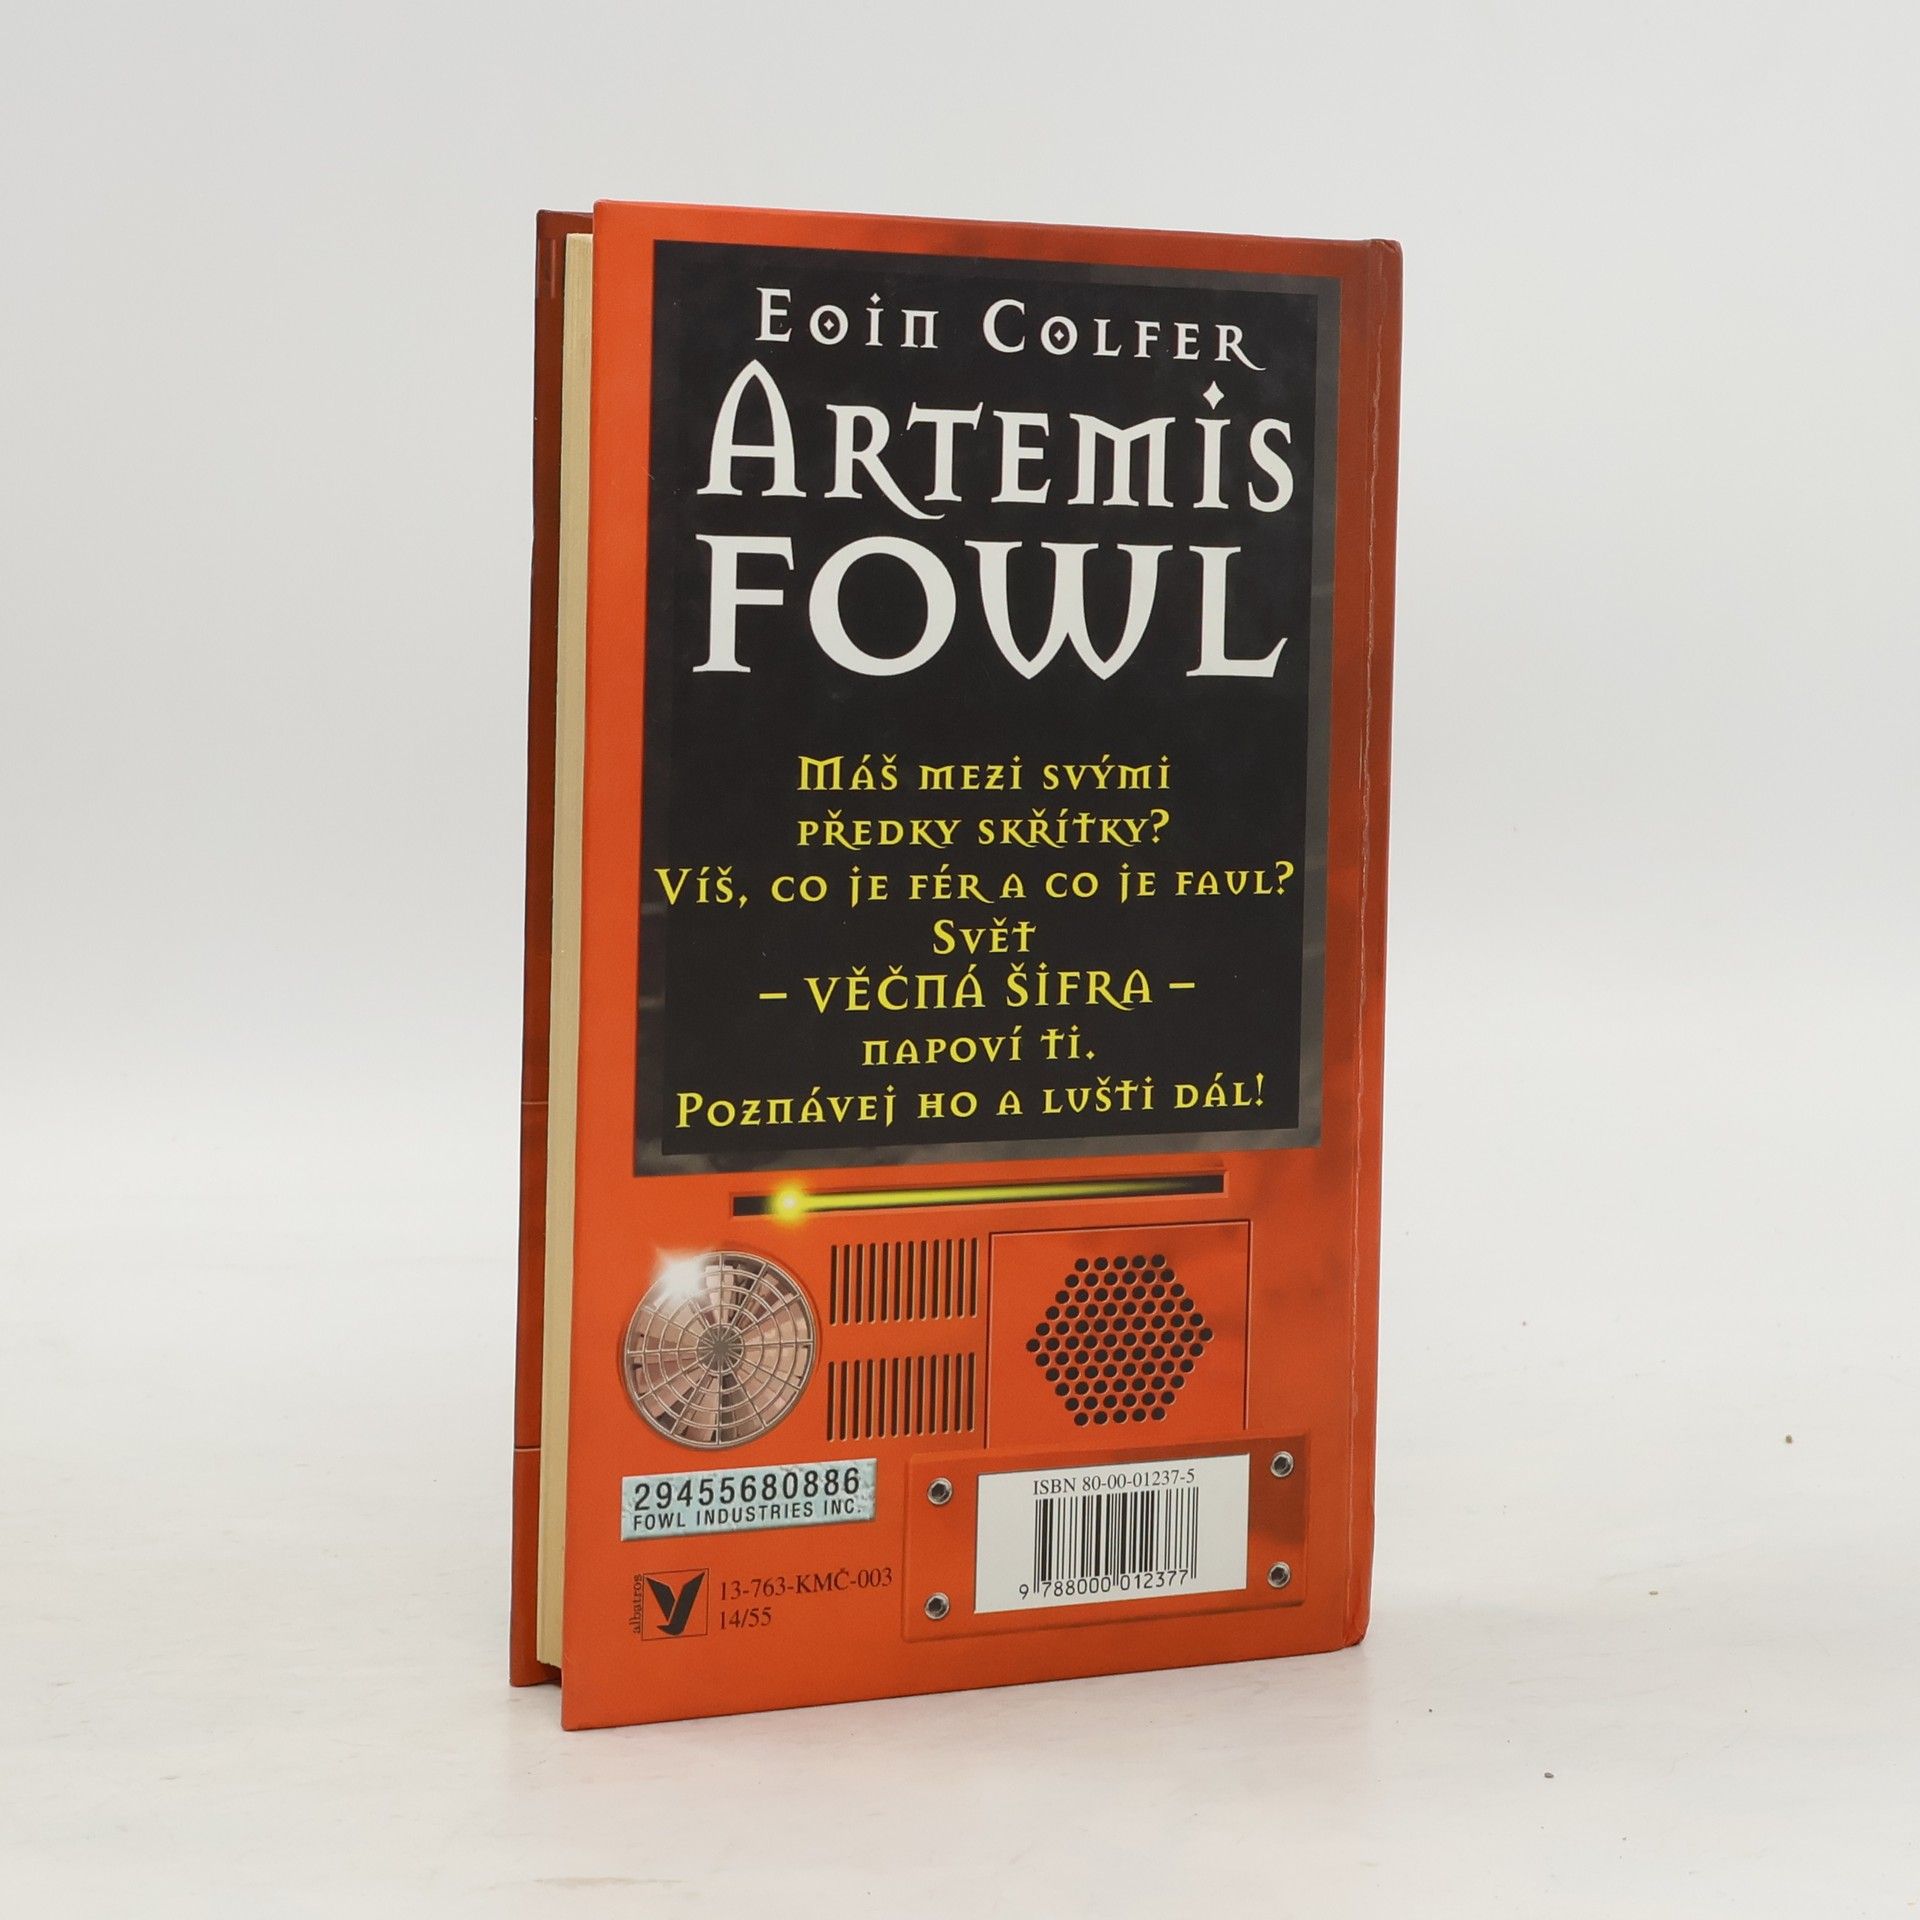 Eoin Colfer
Artemis
FOWL
Máš mezi svými
předky skřítky?
Víš, co je fér a co je faul?
Svět
– VĚČNÁ ŠIFRA –
napoví ti.
Poznávej ho a lušti dál!
29455680886
FOWL INDUSTRIES INC.
ISBN 80-00-01237-5
9 788000 012377
albatros
13-763-KMČ-003
14/55